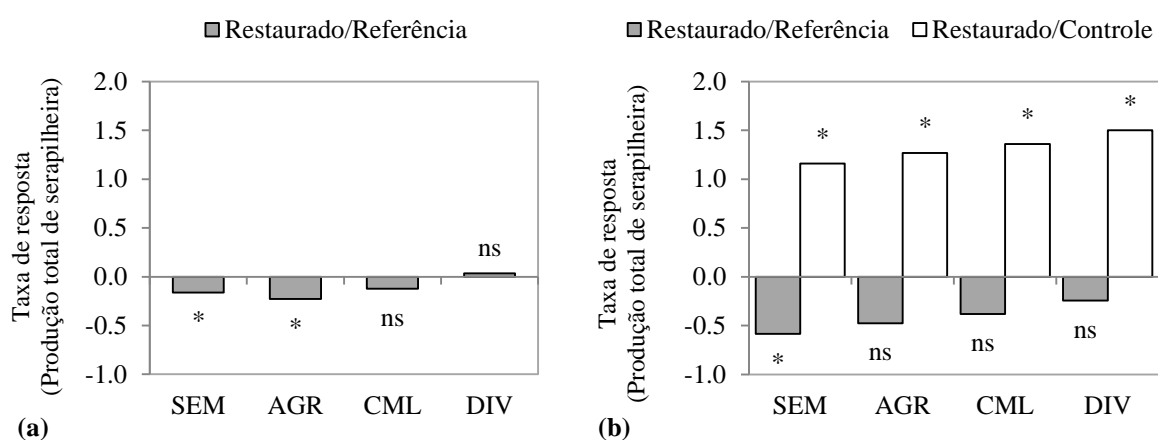 Restaurado/Referência
Taxa de resposta
(Produção total de serapilheira)
2.0
1.5
1.0
0.5
0.0
-0.5
-1.0
*
*
ns
ns
SEM AGR CML DIV
(a)
Restaurado/Referência Restaurado/Controle
Taxa de resposta
(Produção total de serapilheira)
2.0
1.5
1.0
0.5
0.0
-0.5
-1.0
* * * *
* ns ns ns
SEM AGR CML DIV
(b)